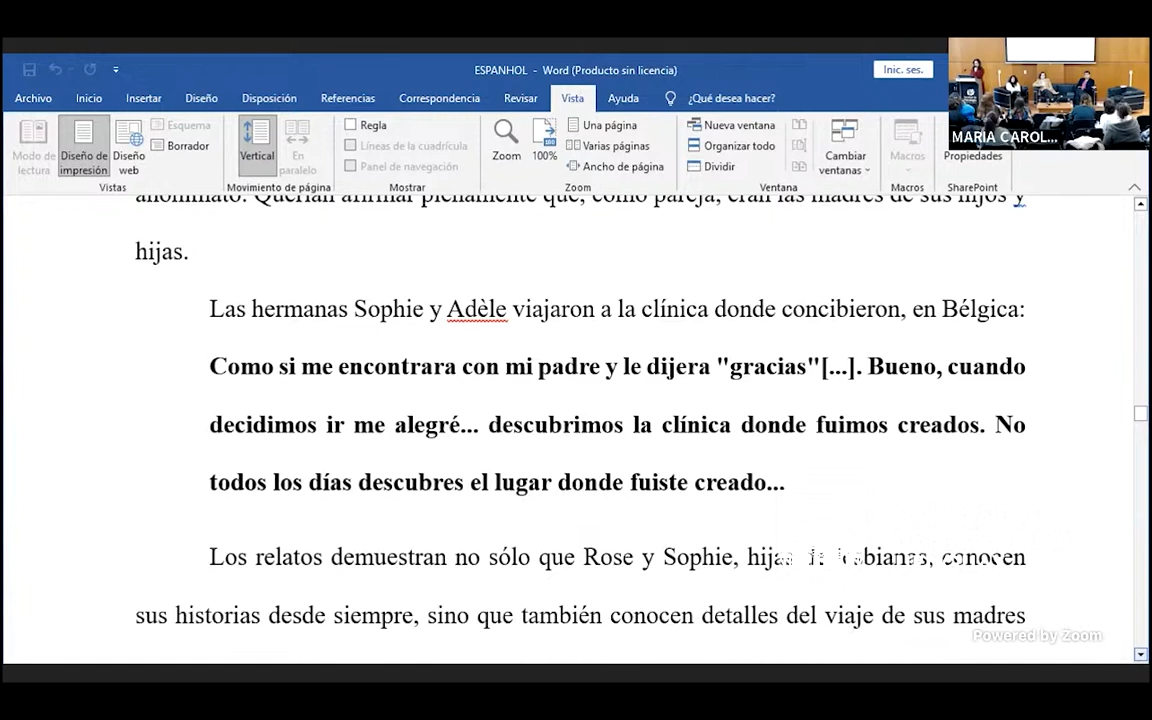 ESPANHOL - Word (Producto sin licencia)
Inic. ses.
Archivo Inicio Insertar Diseño Disposición Referencias Correspondencia Revisar Vista Ayuda ¿Qué desea hacer?
MARIA CAROL...
Modo de lectura
Diseño de impresión
Diseño web
Esquema
Borrador
Vistas
Vertical
En paralelo
Movimiento de página
Regla
Líneas de la cuadrícula
Panel de navegación
Mostrar
Zoom
100%
Una página
Varias páginas
Ancho de página
Zoom
Nueva ventana
Organizar todo
Dividir
Cambiar ventanas
Ventana
Macros
Macros
Propiedades
SharePoint
anonimato. Querían afirmar plenamente que, como pareja, eran las madres de sus hijos y
hijas.
Las hermanas Sophie y Adèle viajaron a la clínica donde concibieron, en Bélgica:
Como si me encontrara con mi padre y le dijera "gracias"[...]. Bueno, cuando
decidimos ir me alegré... descubrimos la clínica donde fuimos creados. No
todos los días descubres el lugar donde fuiste creado...
Los relatos demuestran no sólo que Rose y Sophie, conocen
sus historias desde siempre, sino que también conocen detalles del viaje de sus madres
Powered by Zoom